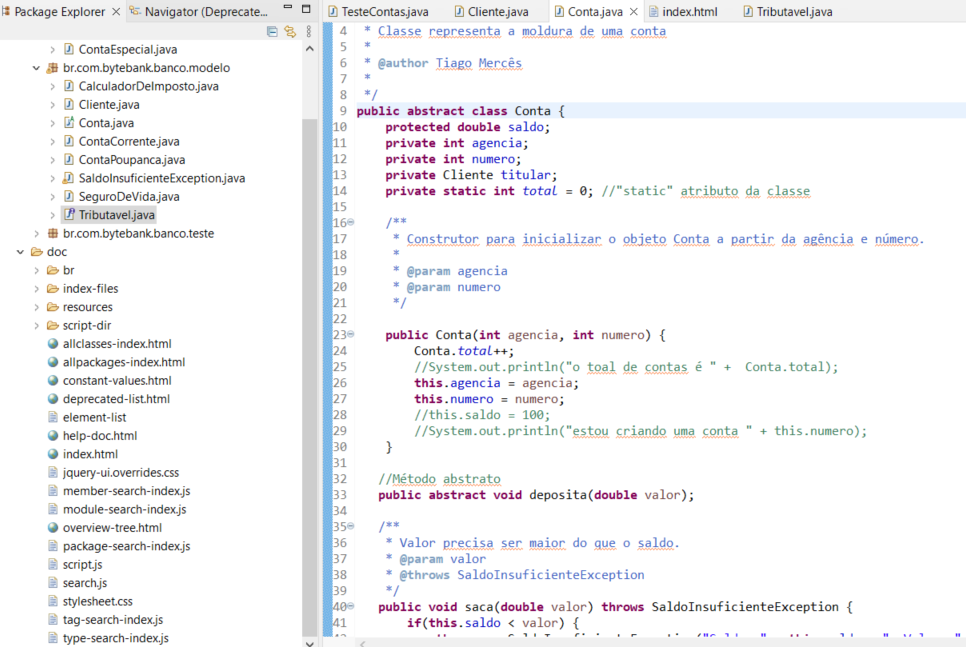 Package Explorer × Navigator (Deprecate...
ContaEspecial.java
br.com.bytebank.banco.modelo
CalculadorDeImposto.java
Cliente.java
Conta.java
ContaCorrente.java
ContaPoupanca.java
SaldoInsuficienteException.java
SeguroDeVida.java
Tributavel.java
br.com.bytebank.banco.teste
doc
br
index-files
resources
script-dir
allclasses-index.html
allpackages-index.html
constant-values.html
deprecated-list.html
element-list
help-doc.html
index.html
jquery-ui.overrides.css
member-search-index.js
module-search-index.js
overview-tree.html
package-search-index.js
script.js
search.js
stylesheet.css
tag-search-index.js
type-search-index.js
TesteContas.java Cliente.java Conta.java × index.html Tributavel.java
4 * Classe representa a moldura de uma conta
5 *
6 * @author Tiago Mercês
7 *
8 */
9 public abstract class Conta {
10 protected double saldo;
11 private int agencia;
12 private int numero;
13 private Cliente titular;
14 private static int total = 0; //"static" atributo da classe
15
16 /**
17 * Construtor para inicializar o objeto Conta a partir da agência e número.
18 *
19 * @param agencia
20 * @param numero
21 */
22
23 public Conta(int agencia, int numero) {
24 Conta.total++;
25 //System.out.println("o toal de contas é " + Conta.total);
26 this.agencia = agencia;
27 this.numero = numero;
28 //this.saldo = 100;
29 //System.out.println("estou criando uma conta " + this.numero);
30 }
31
32 //Método abstrato
33 public abstract void deposita(double valor);
34
35 /**
36 * Valor precisa ser maior do que o saldo.
37 * @param valor
38 * @throws SaldoInsuficienteException
39 */
40 public void saca(double valor) throws SaldoInsuficienteException {
41 if(this.saldo < valor) {